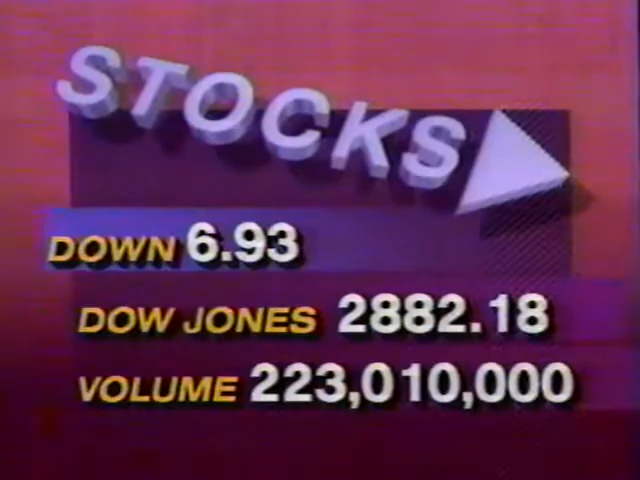 STOCKS
DOWN 6.93
DOW JONES 2882.18
VOLUME 223,010,000